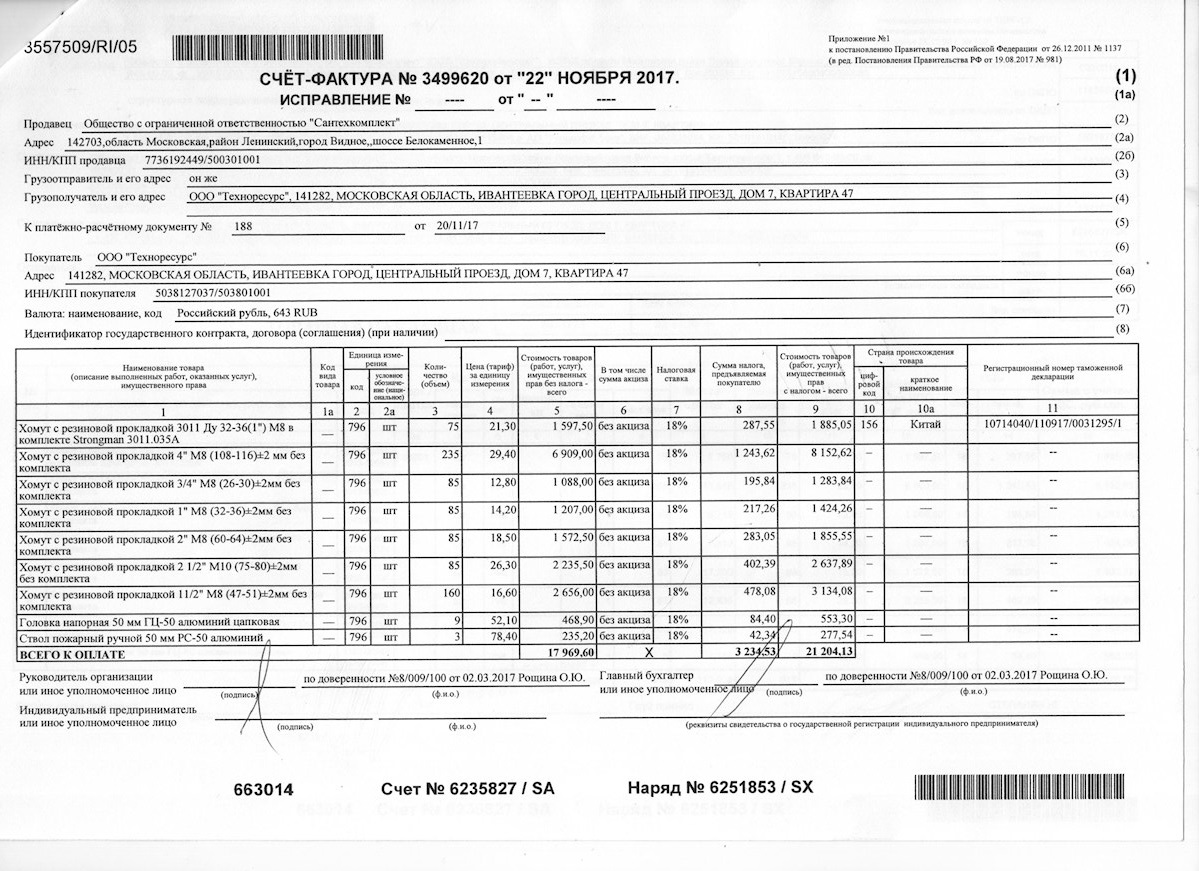 3557509/RI/05
Приложение №1
к постановлению Правительства Российской Федерации от 26.12.2011 № 1137
(в ред. Постановления Правительства РФ от 19.08.2017 № 981)
СЧЁТ-ФАКТУРА № 3499620 от "22" НОЯБРЯ 2017. (1)
ИСПРАВЛЕНИЕ № ---- от " -- " ---- (1а)
Продавец Общество с ограниченной ответственностью "Сантехкомплект" (2)
Адрес 142703,область Московская,район Ленинский,город Видное,,шоссе Белокаменное,1 (2а)
ИНН/КПП продавца 7736192449/500301001 (2б)
Грузоотправитель и его адрес он же (3)
Грузополучатель и его адрес ООО "Техноресурс", 141282, МОСКОВСКАЯ ОБЛАСТЬ, ИВАНТЕЕВКА ГОРОД, ЦЕНТРАЛЬНЫЙ ПРОЕЗД, ДОМ 7, КВАРТИРА 47 (4)
К платёжно-расчётному документу № 188 от 20/11/17 (5)
Покупатель ООО "Техноресурс" (6)
Адрес 141282, МОСКОВСКАЯ ОБЛАСТЬ, ИВАНТЕЕВКА ГОРОД, ЦЕНТРАЛЬНЫЙ ПРОЕЗД, ДОМ 7, КВАРТИРА 47 (6а)
ИНН/КПП покупателя 5038127037/503801001 (6б)
Валюта: наименование, код Российский рубль, 643 RUB (7)
Идентификатор государственного контракта, договора (соглашения) (при наличии) (8)
Наименование товара
(описание выполненных работ, оказанных услуг),
имущественного права
Код
вида
товара
Единица изме-
рения
код
условное
обозначе-
ние (наци-
ональное)
Коли-
чество
(объем)
Цена (тариф)
за единицу
измерения
Стоимость товаров
(работ, услуг),
имущественных
прав без налога -
всего
В том числе
сумма акциза
Налоговая
ставка
Сумма налога,
предъявляемая
покупателю
Стоимость товаров
(работ, услуг),
имущественных
прав
с налогом - всего
Страна происхождения
товара
циф-
ровой
код
краткое
наименование
Регистрационный номер таможенной
декларации
1 1а 2 2а 3 4 5 6 7 8 9 10 10а 11
Хомут с резиновой прокладкой 3011 Ду 32-36(1") М8 в — 796 шт 75 21,30 1 597,50 без акциза 18% 287,55 1 885,05 156 Китай 10714040/110917/0031295/1
комплекте Strongman 3011.035А
Хомут с резиновой прокладкой 4" М8 (108-116)±2 мм без — 796 шт 235 29,40 6 909,00 без акциза 18% 1 243,62 8 152,62 – — --
комплекта
Хомут с резиновой прокладкой 3/4" М8 (26-30)±2мм без — 796 шт 85 12,80 1 088,00 без акциза 18% 195,84 1 283,84 – — --
комплекта
Хомут с резиновой прокладкой 1" М8 (32-36)±2мм без — 796 шт 85 14,20 1 207,00 без акциза 18% 217,26 1 424,26 – — --
комплекта
Хомут с резиновой прокладкой 2" М8 (60-64)±2мм без — 796 шт 85 18,50 1 572,50 без акциза 18% 283,05 1 855,55 – — --
комплекта
Хомут с резиновой прокладкой 2 1/2" М10 (75-80)±2мм — 796 шт 85 26,30 2 235,50 без акциза 18% 402,39 2 637,89 – — --
без комплекта
Хомут с резиновой прокладкой 11/2" М8 (47-51)±2мм без — 796 шт 160 16,60 2 656,00 без акциза 18% 478,08 3 134,08 – — --
комплекта
Головка напорная 50 мм ГЦ-50 алюминий цапковая — 796 шт 9 52,10 468,90 без акциза 18% 84,40 553,30 – — --
Ствол пожарный ручной 50 мм РС-50 алюминий — 796 шт 3 78,40 235,20 без акциза 18% 42,34 277,54 – — --
ВСЕГО К ОПЛАТЕ 17 969,60 X 3 234,53 21 204,13
Руководитель организации
или иное уполномоченное лицо
(подпись)
по доверенности №8/009/100 от 02.03.2017 Рощина О.Ю.
(ф.и.о.)
Главный бухгалтер
или иное уполномоченное лицо
(подпись)
по доверенности №8/009/100 от 02.03.2017 Рощина О.Ю.
(ф.и.о.)
Индивидуальный предприниматель
или иное уполномоченное лицо
(подпись)
(ф.и.о.)
(реквизиты свидетельства о государственной регистрации индивидуального предпринимателя)
663014 Счет № 6235827 / SA Наряд № 6251853 / SX